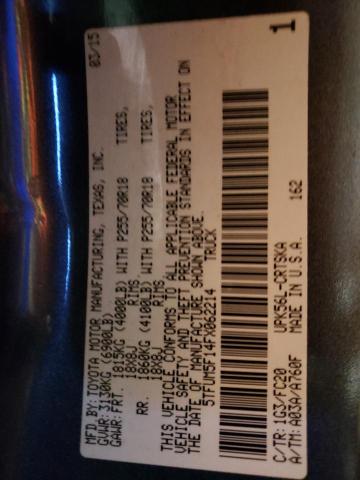 MFD.BY: TOYOTA MOTOR MANUFACTURING, TEXAS, INC. 03/15
GVWR: 3130KG (6900LB)
GAWR: FRT. 1815KG (4000LB) WITH P255/70R18 TIRES,
18X8J
RR. 1860KG (4100LB) WITH P255/70R18 TIRES,
18X8J
THIS VEHICLE CONFORMS TO ALL APPLICABLE FEDERAL MOTOR
VEHICLE SAFETY AND THEFT PREVENTION STANDARDS IN EFFECT ON
THE DATE OF MANUFACTURE SHOWN ABOVE.
5TFUM5F14FX062214 TRUCK
C/TR: 1G3/FC20 UPK56L-CRTSKA
A/TM: A03A/A760F MADE IN U.S.A.
162
1